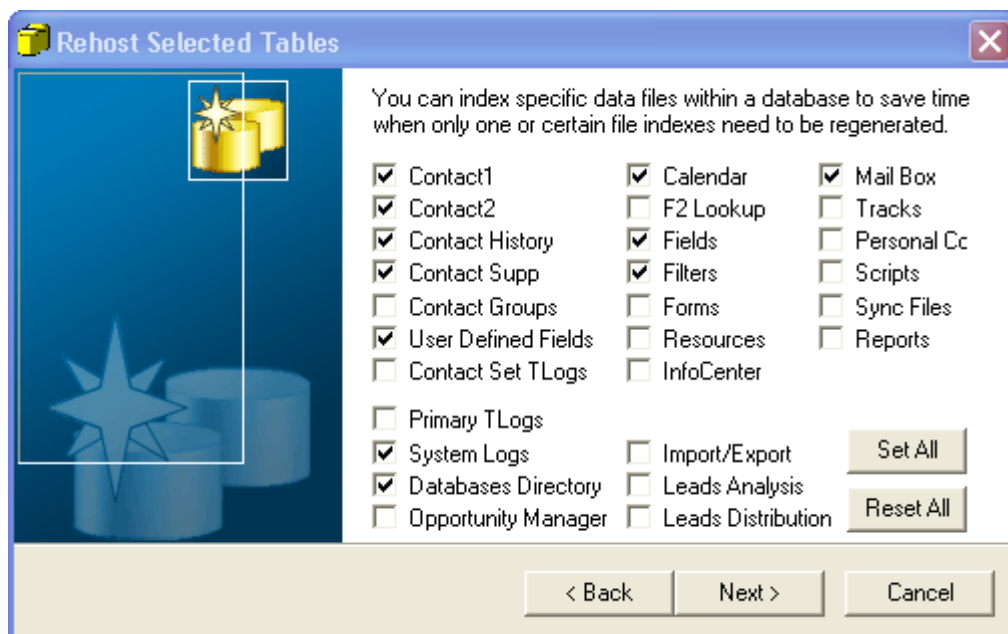 Rehost Selected Tables
You can index specific data files within a database to save time
when only one or certain file indexes need to be regenerated.
Contact1 Calendar Mail Box
Contact2 F2 Lookup Tracks
Contact History Fields Personal Cc
Contact Supp Filters Scripts
Contact Groups Forms Sync Files
User Defined Fields Resources Reports
Contact Set TLogs InfoCenter
Primary TLogs
System Logs Import/Export Set All
Databases Directory Leads Analysis
Opportunity Manager Leads Distribution Reset All
< Back Next > Cancel